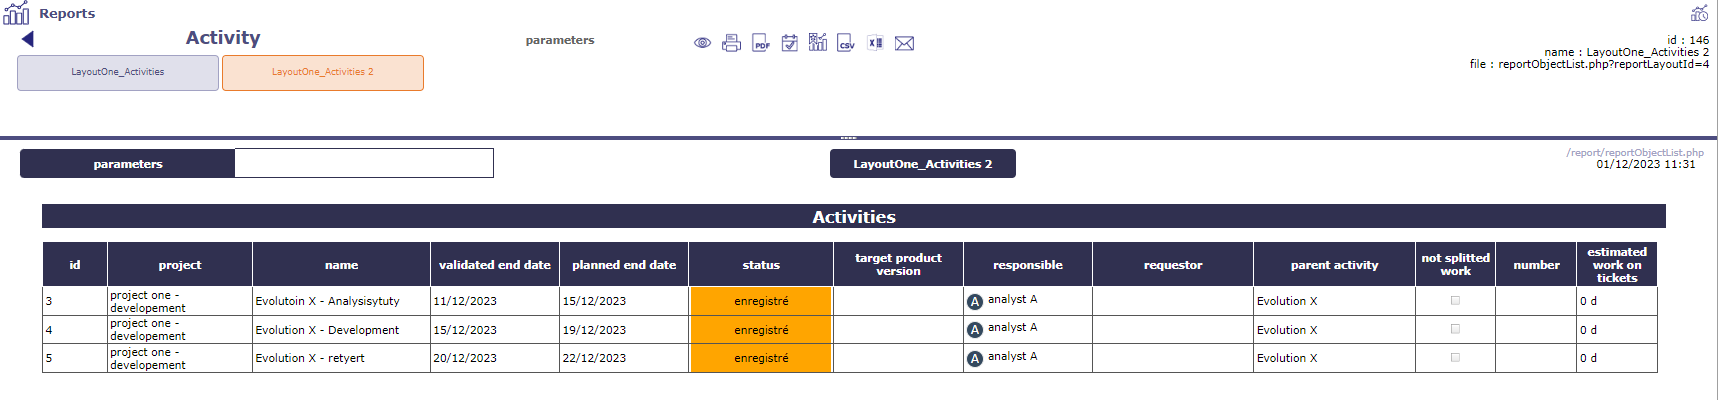 Reports
Activity
parameters
PDF
CSV
id : 146
name : LayoutOne_Activities 2
file : reportObjectList.php?reportLayoutId=4
LayoutOne_Activities
LayoutOne_Activities 2
parameters
LayoutOne_Activities 2
/report/reportObjectList.php
01/12/2023 11:31
Activities
id project name validated end date planned end date status target product version responsible requestor parent activity not splitted work number estimated work on tickets
3 project one - developement Evolutoin X - Analysisytuty 11/12/2023 15/12/2023 enregistré A analyst A Evolution X 0 d
4 project one - developement Evolution X - Development 15/12/2023 19/12/2023 enregistré A analyst A Evolution X 0 d
5 project one - developement Evolution X - retyert 20/12/2023 22/12/2023 enregistré A analyst A Evolution X 0 d